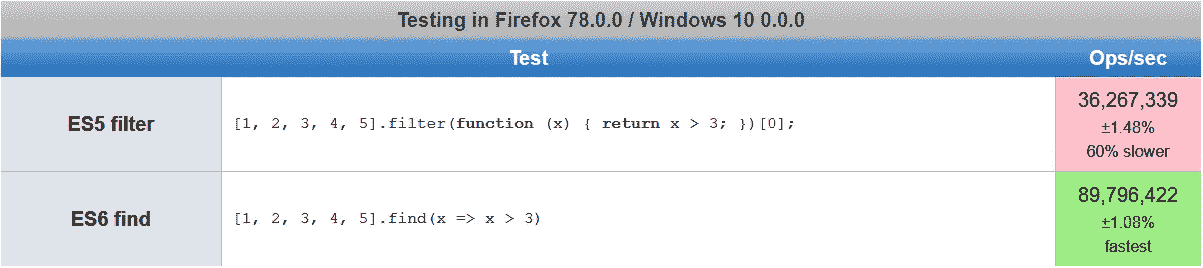 Testing in Firefox 78.0.0 / Windows 10 0.0.0
Test Ops/sec
ES5 filter [1, 2, 3, 4, 5].filter(function (x) { return x > 3; })[0]; 36,267,339
±1.48%
60% slower
ES6 find [1, 2, 3, 4, 5].find(x => x > 3) 89,796,422
±1.08%
fastest